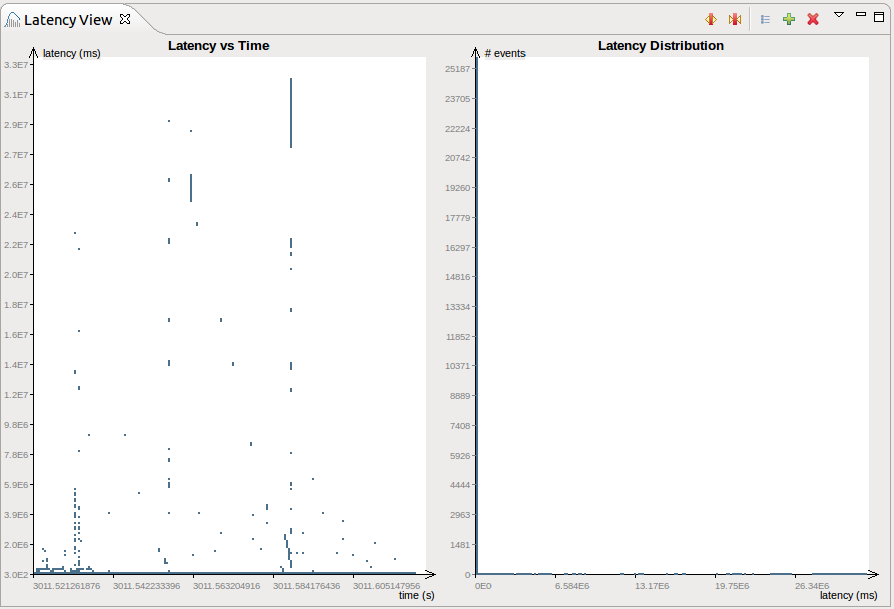 Latency View
Latency vs Time
latency (ms)
3.3E7
3.1E7
2.9E7
2.7E7
2.6E7
2.4E7
2.2E7
2.0E7
1.8E7
1.6E7
1.4E7
1.2E7
9.8E6
7.8E6
5.9E6
3.9E6
2.0E6
3.0E2
3011.521261876 3011.542233396 3011.563204916 3011.584176436 3011.605147956
time (s)
Latency Distribution
# events
25187
23705
22224
20742
19260
17779
16297
14816
13334
11852
10371
8889
7408
5926
4444
2963
1481
0
0E0 6.584E6 13.17E6 19.75E6 26.34E6
latency (ms)